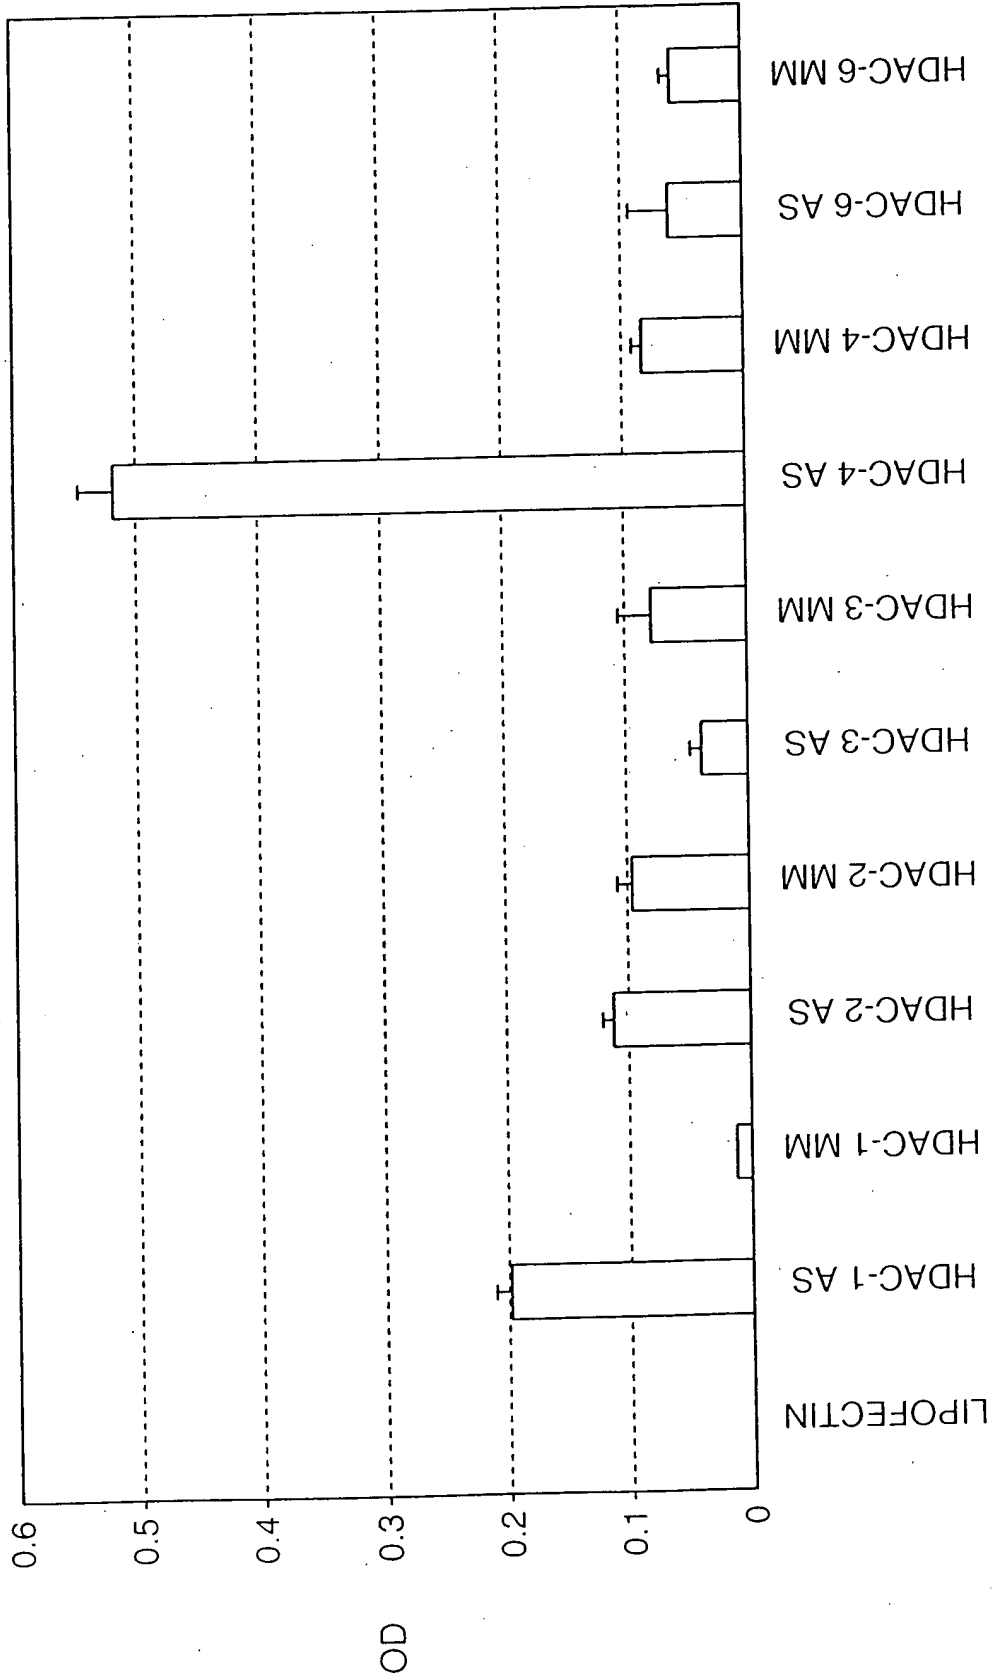 OD
0.6
0.5
0.4
0.3
0.2
0.1
0
LIPOFECTIN
HDAC-1 AS
HDAC-1 MM
HDAC-2 AS
HDAC-2 MM
HDAC-3 AS
HDAC-3 MM
HDAC-4 AS
HDAC-4 MM
HDAC-6 AS
HDAC-6 MM